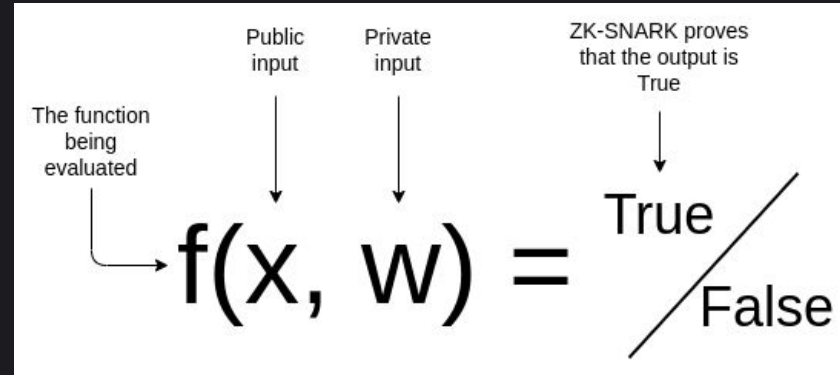 Public
input
Private
input
ZK-SNARK proves
that the output is
True
The function
being
evaluated
f(x, w) =
True
False